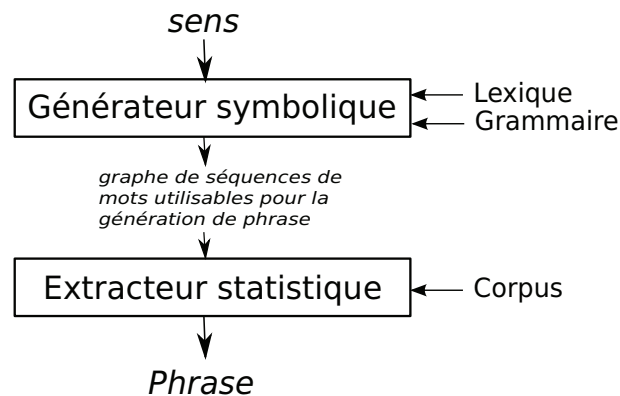 sens
Générateur symbolique
Lexique
Grammaire
graphe de séquences de
mots utilisables pour la
génération de phrase
Extracteur statistique
Corpus
Phrase